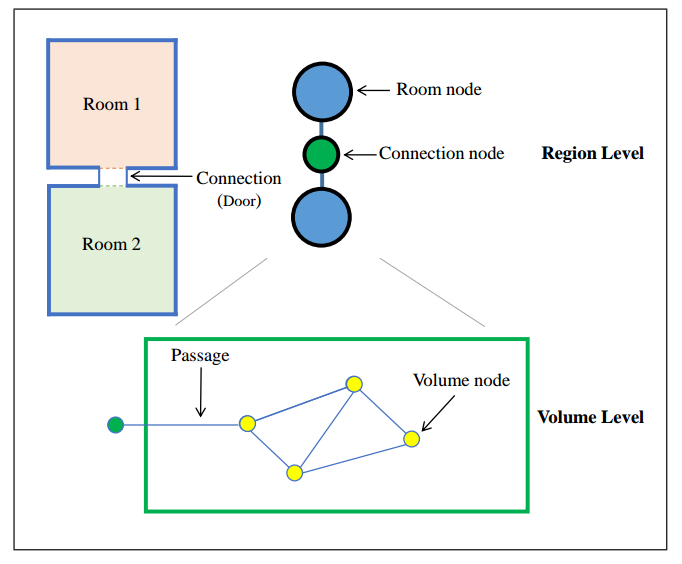 Room 1
Room node
Connection node
Region Level
Connection
(Door)
Room 2
Passage
Volume node
Volume Level